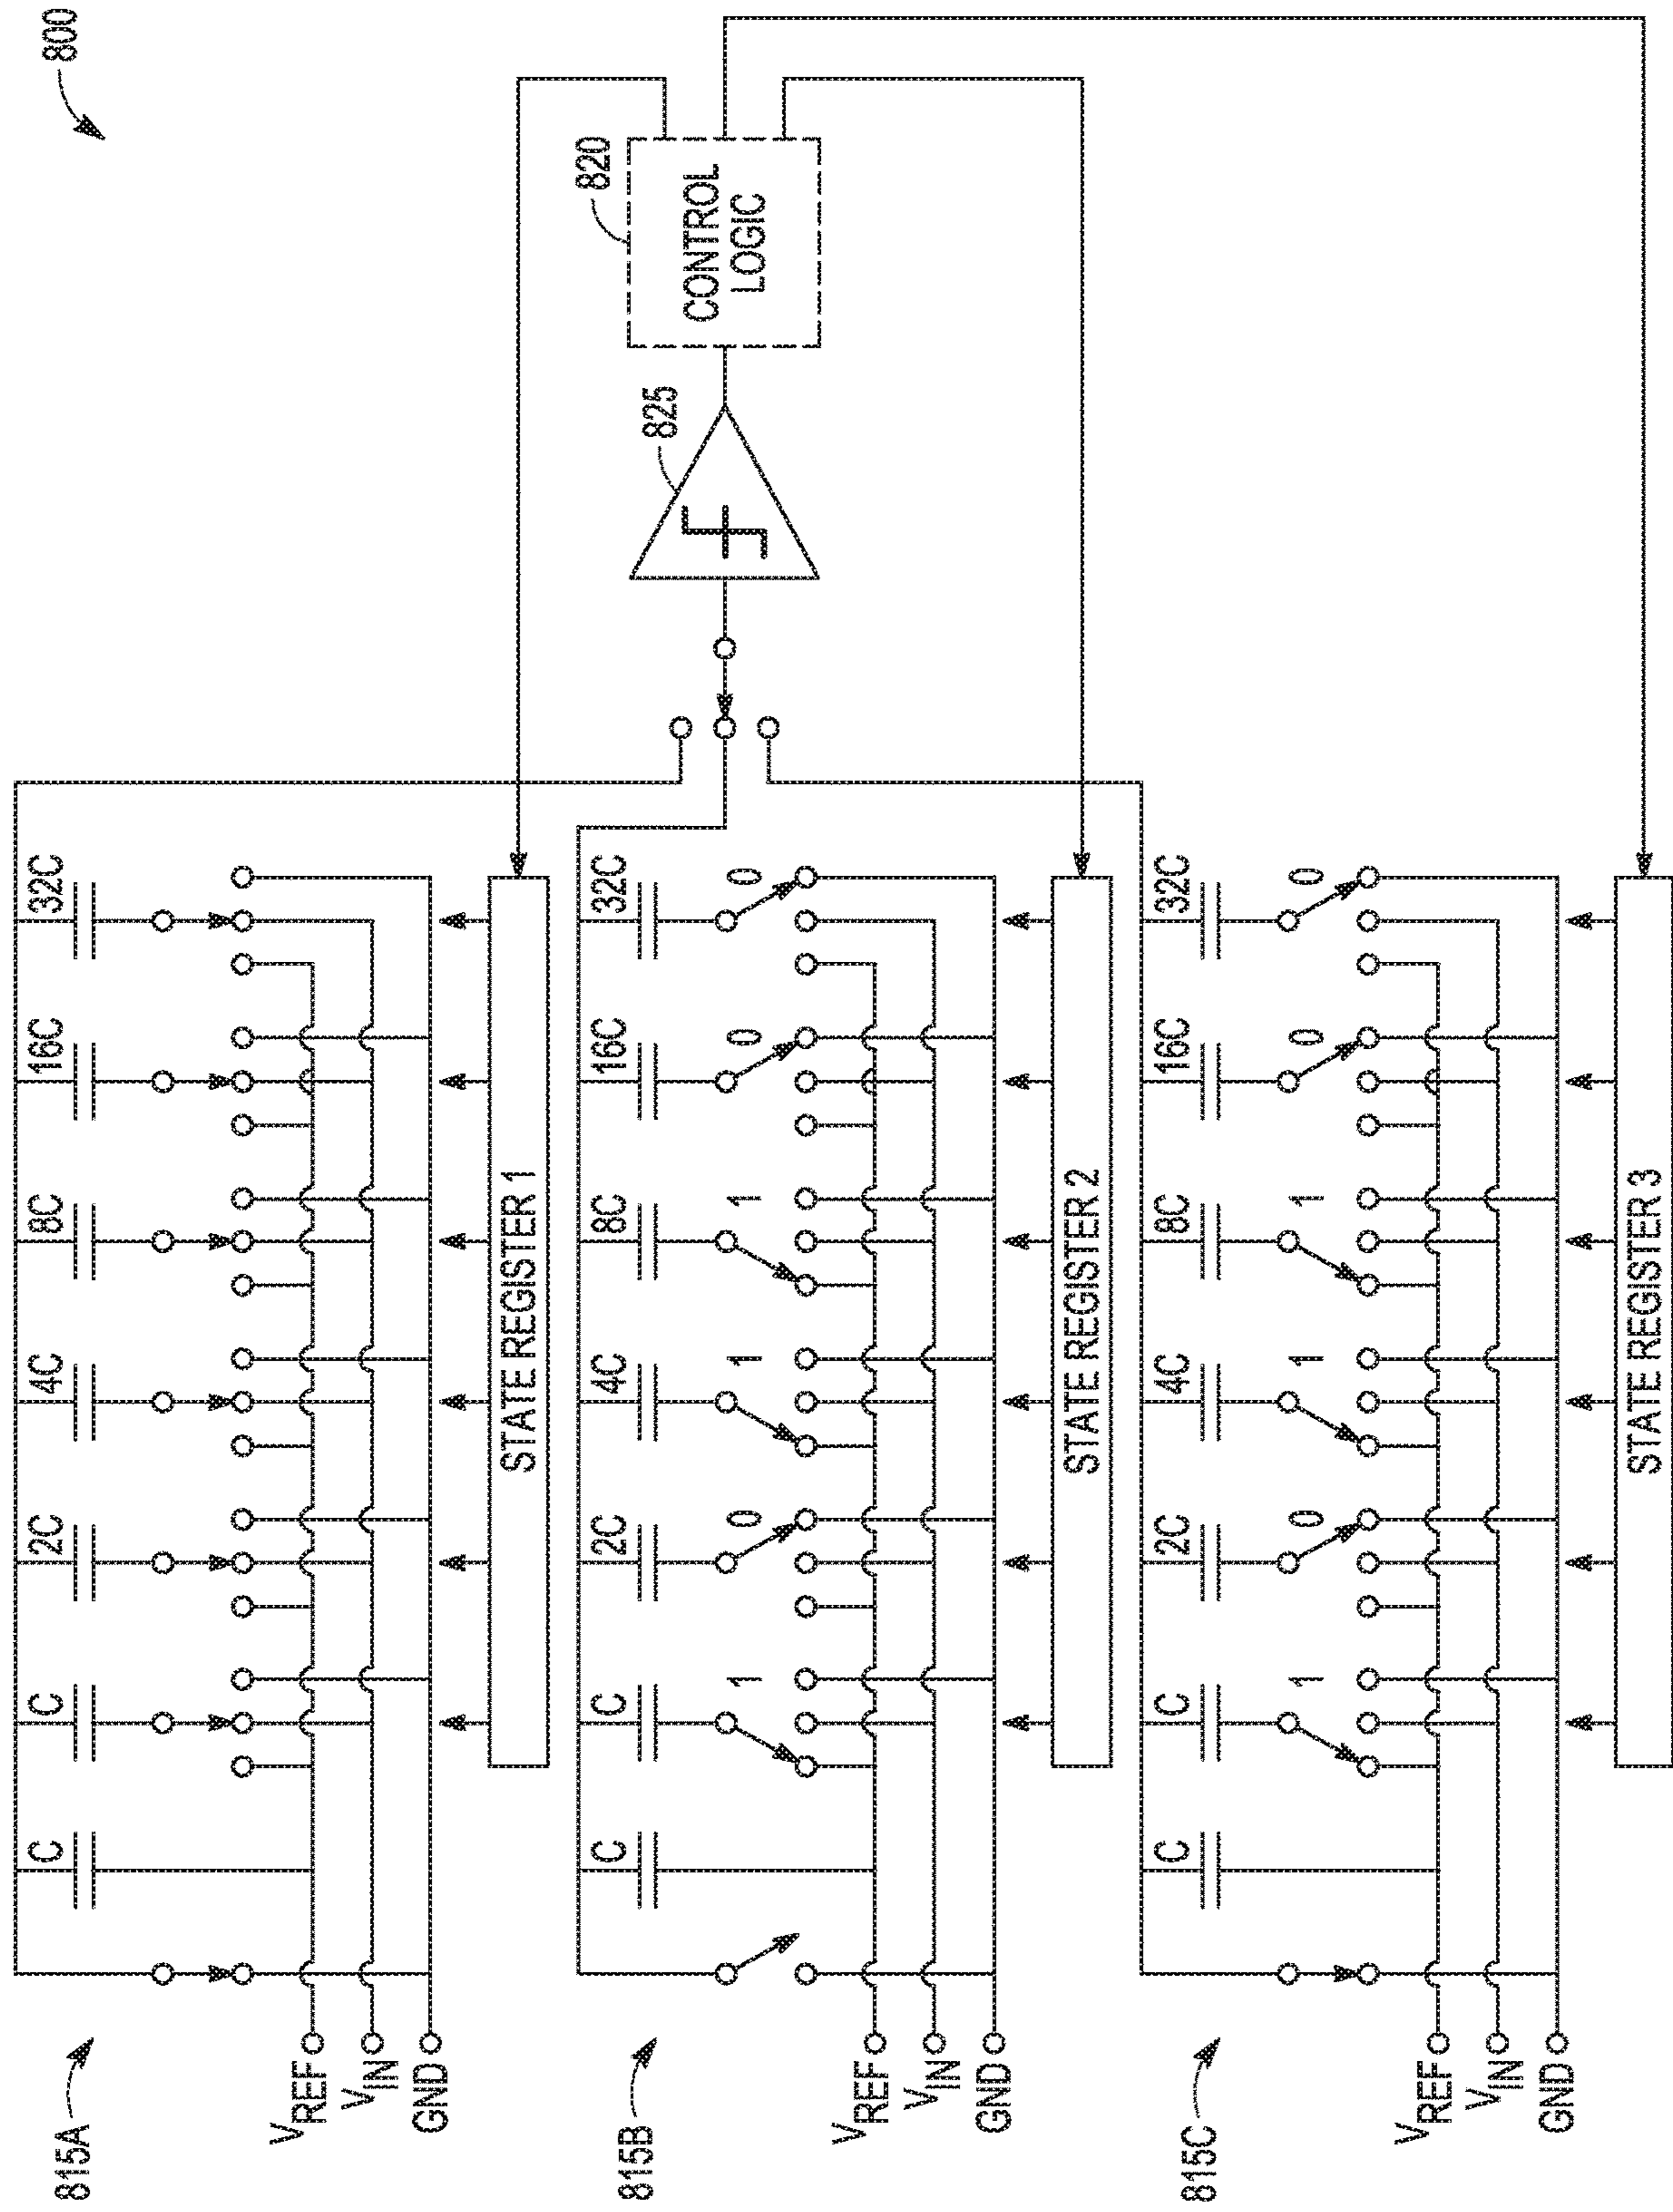 800
815A
C C 2C 4C 8C 16C 32C
VREF
VIN
GND
STATE REGISTER 1
815B
C C 2C 4C 8C 16C 32C
1 0 1 1 0 0
VREF
VIN
GND
STATE REGISTER 2
825
820
CONTROL
LOGIC
815C
C C 2C 4C 8C 16C 32C
1 0 1 1 0 0
VREF
VIN
GND
STATE REGISTER 3